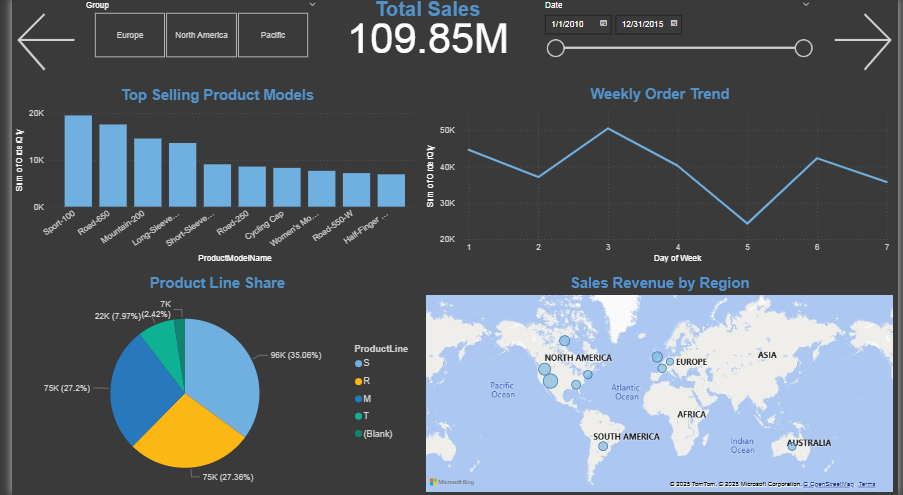 Group
Europe
North America
Pacific
Total Sales
109.85M
Date
1/1/2010
12/31/2015
Top Selling Product Models
Sum of OrderQty
20K
10K
0K
Sport-100
Road-650
Mountain-200
Long-Sleeve...
Short-Sleeve...
Road-250
Cycling Cap
Women's Mo...
Road-550-W
Half-Finger ...
ProductModelName
Weekly Order Trend
Sum of OrderQty
50K
40K
30K
20K
1
2
3
4
5
6
7
Day of Week
Product Line Share
7K
(2.42%)
22K (7.97%)
96K (35.06%)
75K (27.2%)
75K (27.36%)
ProductLine
S
R
M
T
(Blank)
Sales Revenue by Region
NORTH AMERICA
EUROPE
ASIA
Pacific
Ocean
Atlantic
Ocean
AFRICA
SOUTH AMERICA
Indian
Ocean
AUSTRALIA
Microsoft Bing
© 2025 TomTom, © 2025 Microsoft Corporation, © OpenStreetMap Terms